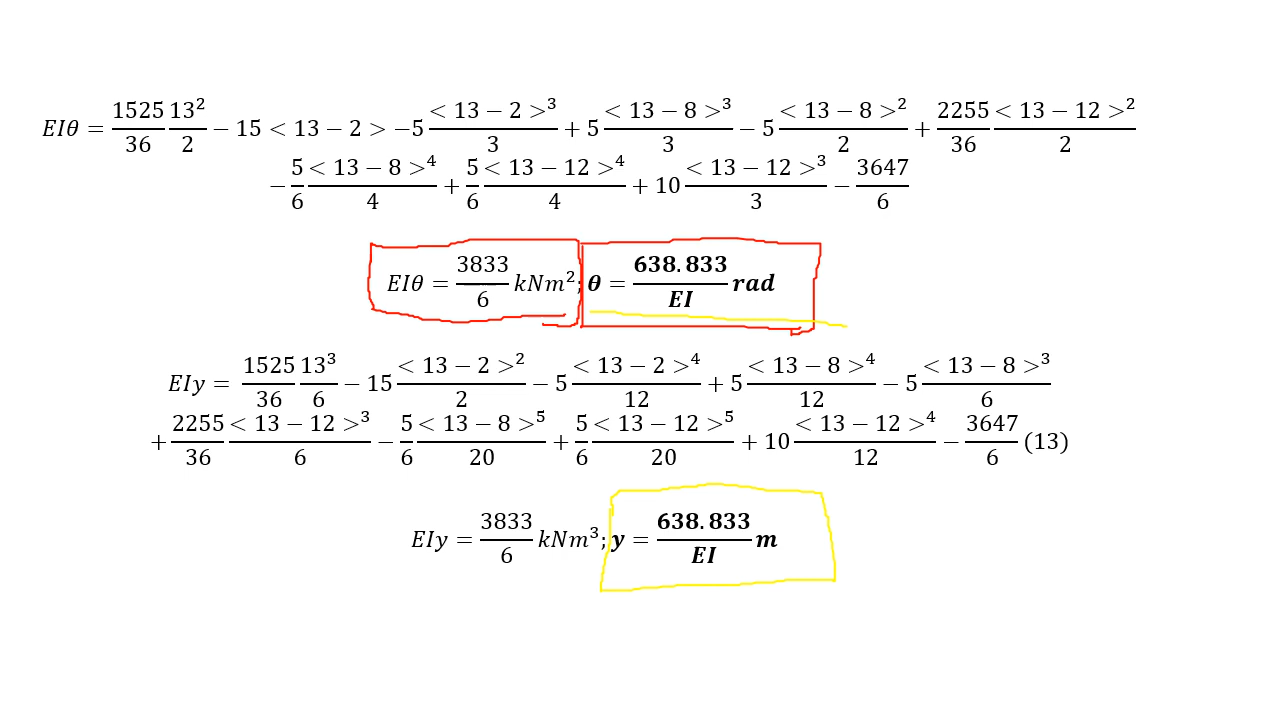 EIθ = 1525/36 13²/2 − 15 < 13 − 2 > −5 < 13 − 2 >³/3 + 5 < 13 − 8 >³/3 − 5 < 13 − 8 >²/2 + 2255/36 < 13 − 12 >²/2
− 5/6 < 13 − 8 >⁴/4 + 5/6 < 13 − 12 >⁴/4 + 10 < 13 − 12 >³/3 − 3647/6
EIθ = 3833/6 kNm²; θ = 638.833/EI rad
EIy = 1525/36 13³/6 − 15 < 13 − 2 >²/2 − 5 < 13 − 2 >⁴/12 + 5 < 13 − 8 >⁴/12 − 5 < 13 − 8 >³/6
+ 2255/36 < 13 − 12 >³/6 − 5/6 < 13 − 8 >⁵/20 + 5/6 < 13 − 12 >⁵/20 + 10 < 13 − 12 >⁴/12 − 3647/6 (13)
EIy = 3833/6 kNm³; y = 638.833/EI m